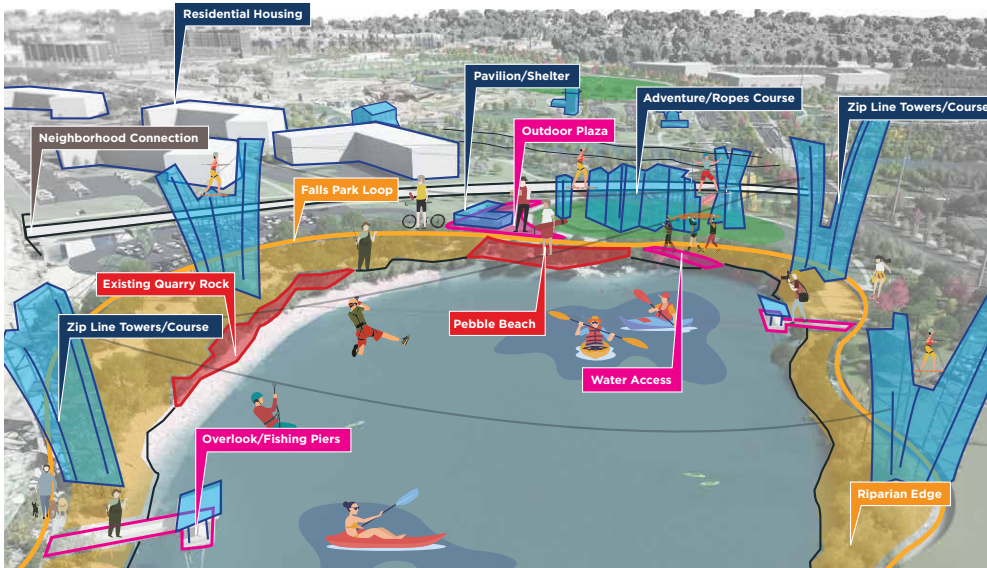 Residential Housing
Pavilion/Shelter
Adventure/Ropes Course
Zip Line Towers/Course
Outdoor Plaza
Neighborhood Connection
Falls Park Loop
Existing Quarry Rock
Zip Line Towers/Course
Pebble Beach
Water Access
Overlook/Fishing Piers
Riparian Edge